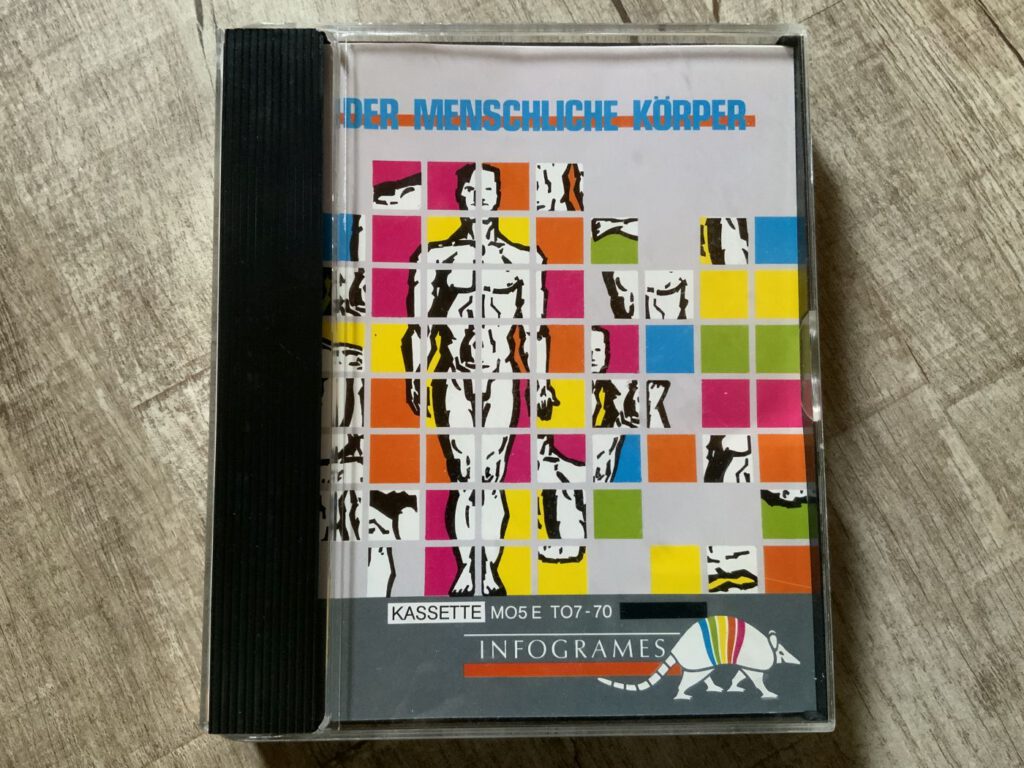 DER MENSCHLICHE KÖRPER
KASSETTE MO5 E TO7-70
INFOGRAMES